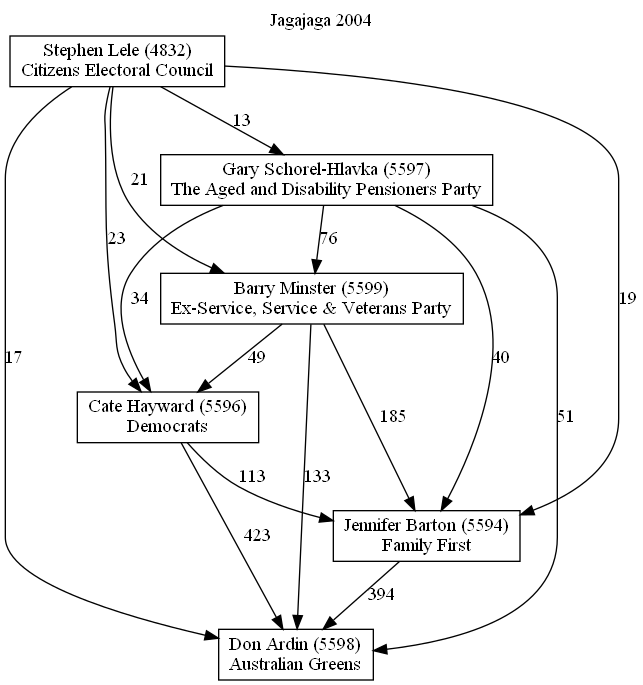 Jagajaga 2004
Stephen Lele (4832)
Citizens Electoral Council
13
Gary Schorel-Hlavka (5597)
The Aged and Disability Pensioners Party
21
23
76
Barry Minster (5599)
Ex-Service, Service & Veterans Party
34
19
17
49
40
Cate Hayward (5596)
Democrats
185
51
113
133
Jennifer Barton (5594)
Family First
423
394
Don Ardin (5598)
Australian Greens